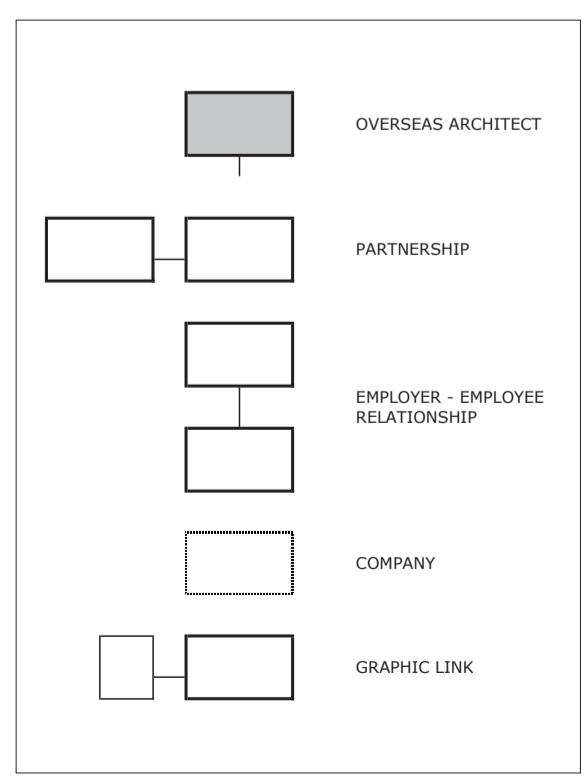 OVERSEAS ARCHITECT
PARTNERSHIP
EMPLOYER - EMPLOYEE
RELATIONSHIP
COMPANY
GRAPHIC LINK